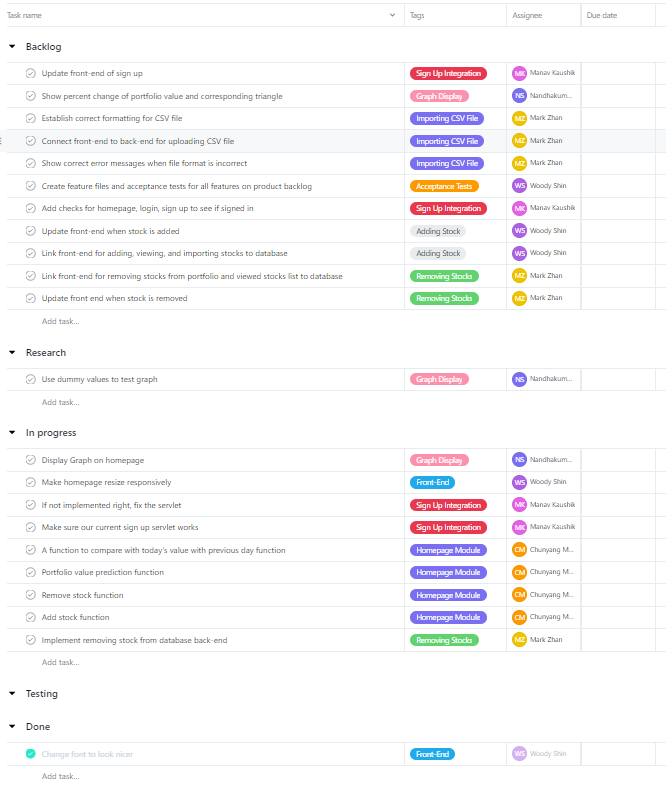 Task name Tags Assignee Due date
Backlog
Update front-end of sign up Sign Up Integration MK Manav Kaushik
Show percent change of portfolio value and corresponding triangle Graph Display NS Nandhakum...
Establish correct formatting for CSV file Importing CSV File MZ Mark Zhan
Connect front-end to back-end for uploading CSV file Importing CSV File MZ Mark Zhan
Show correct error messages when file format is incorrect Importing CSV File MZ Mark Zhan
Create feature files and acceptance tests for all features on product backlog Acceptance Tests WS Woody Shin
Add checks for homepage, login, sign up to see if signed in Sign Up Integration MK Manav Kaushik
Update front-end when stock is added Adding Stock WS Woody Shin
Link front-end for adding, viewing, and importing stocks to database Adding Stock WS Woody Shin
Link front-end for removing stocks from portfolio and viewed stocks list to database Removing Stocks MZ Mark Zhan
Update front end when stock is removed Removing Stocks MZ Mark Zhan
Add task...
Research
Use dummy values to test graph Graph Display NS Nandhakum...
Add task...
In progress
Display Graph on homepage Graph Display NS Nandhakum...
Make homepage resize responsively Front-End WS Woody Shin
If not implemented right, fix the servlet Sign Up Integration MK Manav Kaushik
Make sure our current sign up servlet works Sign Up Integration MK Manav Kaushik
A function to compare with today's value with previous day function Homepage Module CM Chunyang M...
Portfolio value prediction function Homepage Module CM Chunyang M...
Remove stock function Homepage Module CM Chunyang M...
Add stock function Homepage Module CM Chunyang M...
Implement removing stock from database back-end Removing Stocks MZ Mark Zhan
Add task...
Testing
Done
Change font to look nicer Front-End WS Woody Shin
Add task...